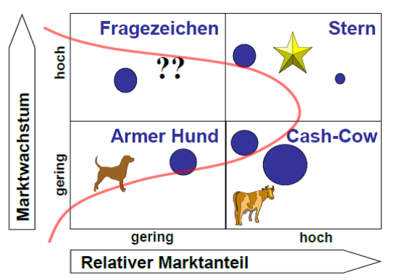 Fragezeichen
Stern
hoch
??
Marktwachstum
Armer Hund
Cash-Cow
gering
gering
hoch
Relativer Marktanteil